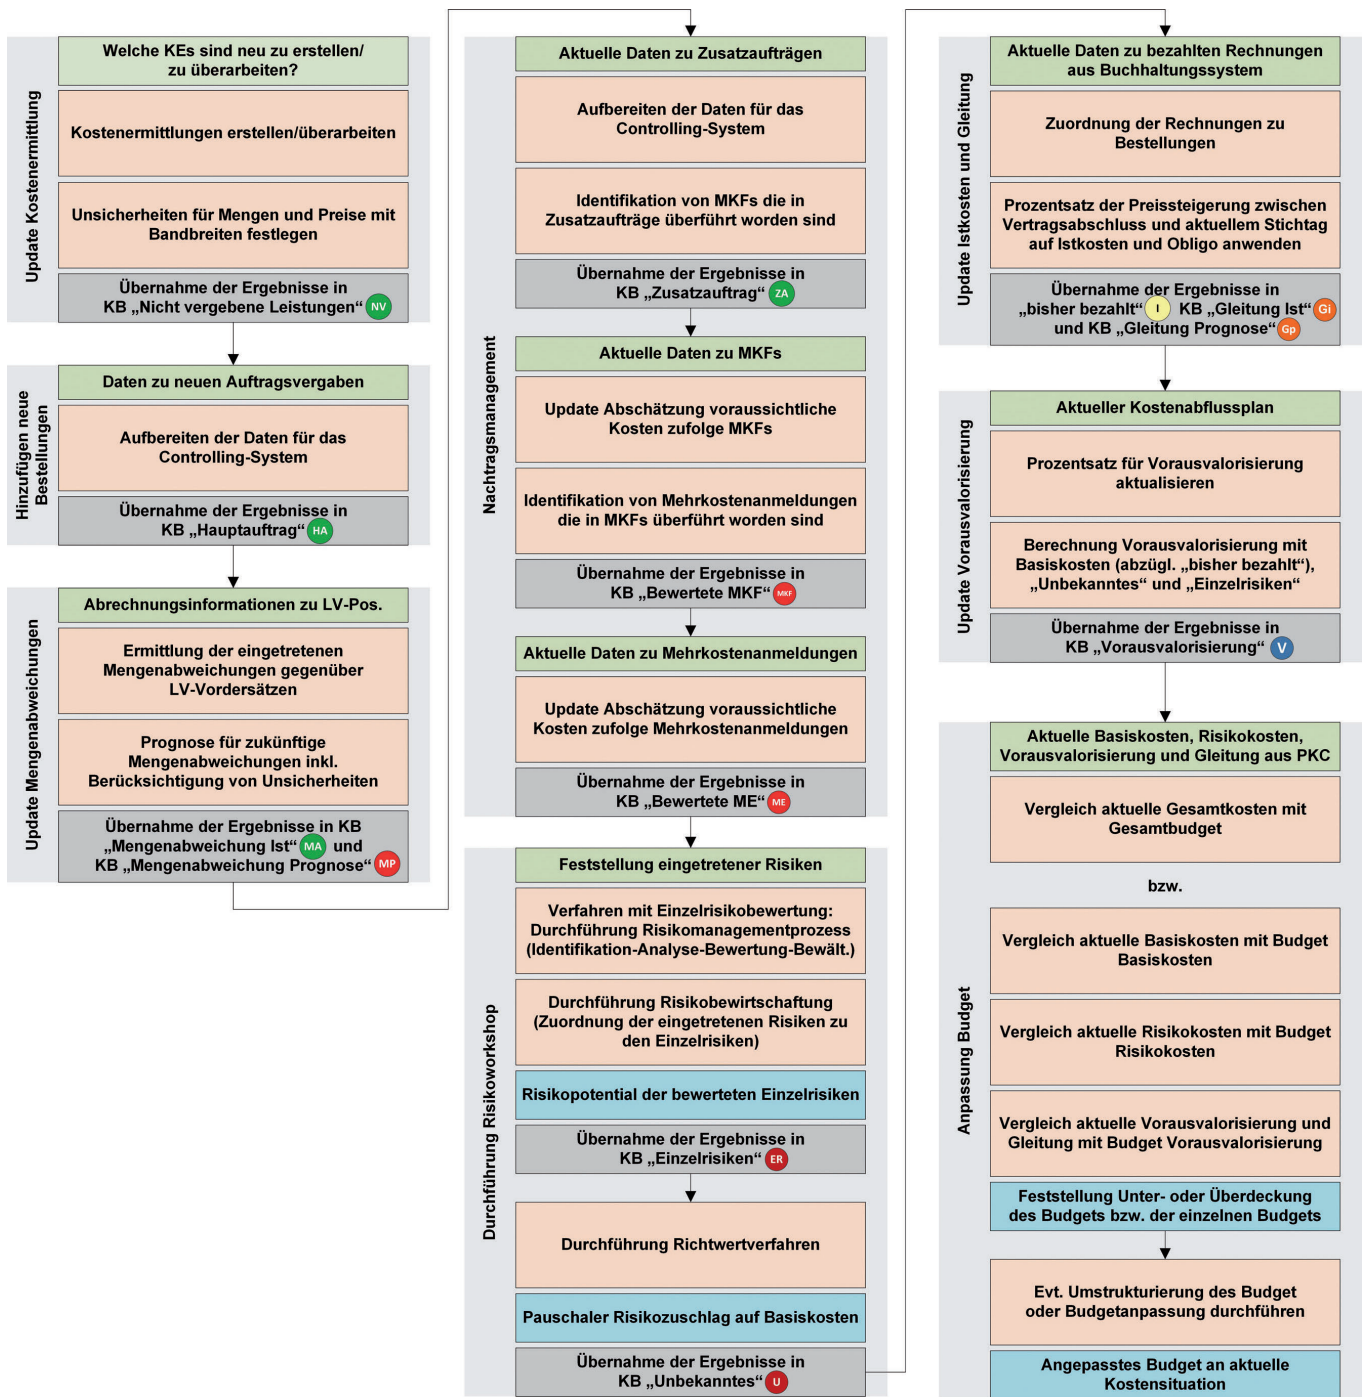 Update Kostenermittlung
Welche KEs sind neu zu erstellen/
zu überarbeiten?
Kostenermittlungen erstellen/überarbeiten
Unsicherheiten für Mengen und Preise mit
Bandbreiten festlegen
Übernahme der Ergebnisse in
KB „Nicht vergebene Leistungen“ NV
Hinzufügen neue
Bestellungen
Daten zu neuen Auftragsvergaben
Aufbereiten der Daten für das
Controlling-System
Übernahme der Ergebnisse in
KB „Hauptauftrag“ HA
Update Mengenabweichungen
Abrechnungsinformationen zu LV-Pos.
Ermittlung der eingetretenen
Mengenabweichungen gegenüber
LV-Vordersätzen
Prognose für zukünftige
Mengenabweichungen inkl.
Berücksichtigung von Unsicherheiten
Übernahme der Ergebnisse in KB
„Mengenabweichung Ist“ MA und
KB „Mengenabweichung Prognose“ MP
Nachtragsmanagement
Aktuelle Daten zu Zusatzaufträgen
Aufbereiten der Daten für das
Controlling-System
Identifikation von MKFs die in
Zusatzaufträge überführt worden sind
Übernahme der Ergebnisse in
KB „Zusatzauftrag“ ZA
Aktuelle Daten zu MKFs
Update Abschätzung voraussichtliche
Kosten zufolge MKFs
Identifikation von Mehrkostenanmeldungen
die in MKFs überführt worden sind
Übernahme der Ergebnisse in
KB „Bewertete MKF“ MKF
Aktuelle Daten zu Mehrkostenanmeldungen
Update Abschätzung voraussichtliche
Kosten zufolge Mehrkostenanmeldungen
Übernahme der Ergebnisse in
KB „Bewertete ME“ ME
Durchführung Risikoworkshop
Feststellung eingetretener Risiken
Verfahren mit Einzelrisikobewertung:
Durchführung Risikomanagementprozess
(Identifikation-Analyse-Bewertung-Bewält.)
Durchführung Risikobewirtschaftung
(Zuordnung der eingetretenen Risiken zu
den Einzelrisiken)
Risikopotential der bewerteten Einzelrisiken
Übernahme der Ergebnisse in
KB „Einzelrisiken“ ER
Durchführung Richtwertverfahren
Pauschaler Risikozuschlag auf Basiskosten
Übernahme der Ergebnisse in
KB „Unbekanntes“ U
Update Istkosten und Gleitung
Aktuelle Daten zu bezahlten Rechnungen
aus Buchhaltungssystem
Zuordnung der Rechnungen zu
Bestellungen
Prozentsatz der Preissteigerung zwischen
Vertragsabschluss und aktuellem Stichtag
auf Istkosten und Obligo anwenden
Übernahme der Ergebnisse in
„bisher bezahlt“ I KB „Gleitung Ist“ Gi
und KB „Gleitung Prognose“ Gp
Update Vorausvalorisierung
Aktueller Kostenabflussplan
Prozentsatz für Vorausvalorisierung
aktualisieren
Berechnung Vorausvalorisierung mit
Basiskosten (abzügl. „bisher bezahlt“),
„Unbekanntes“ und „Einzelrisiken“
Übernahme der Ergebnisse in
KB „Vorausvalorisierung“ V
Anpassung Budget
Aktuelle Basiskosten, Risikokosten,
Vorausvalorisierung und Gleitung aus PKC
Vergleich aktuelle Gesamtkosten mit
Gesamtbudget
bzw.
Vergleich aktuelle Basiskosten mit Budget
Basiskosten
Vergleich aktuelle Risikokosten mit Budget
Risikokosten
Vergleich aktuelle Vorausvalorisierung und
Gleitung mit Budget Vorausvalorisierung
Feststellung Unter- oder Überdeckung
des Budgets bzw. der einzelnen Budgets
Evt. Umstrukturierung des Budget
oder Budgetanpassung durchführen
Angepasstes Budget an aktuelle
Kostensituation